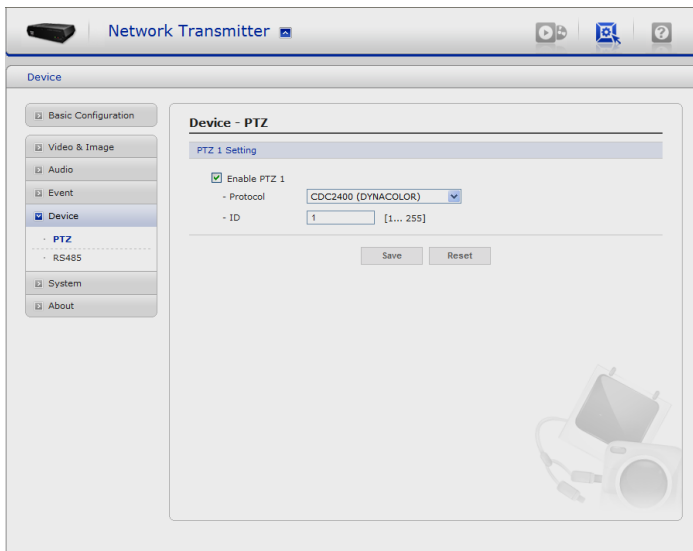 Network Transmitter
Device
Basic Configuration
Video & Image
Audio
Event
Device
PTZ
RS485
System
About
Device - PTZ
PTZ 1 Setting
Enable PTZ 1
- Protocol CDC2400 (DYNACOLOR)
- ID 1 [1... 255]
Save Reset